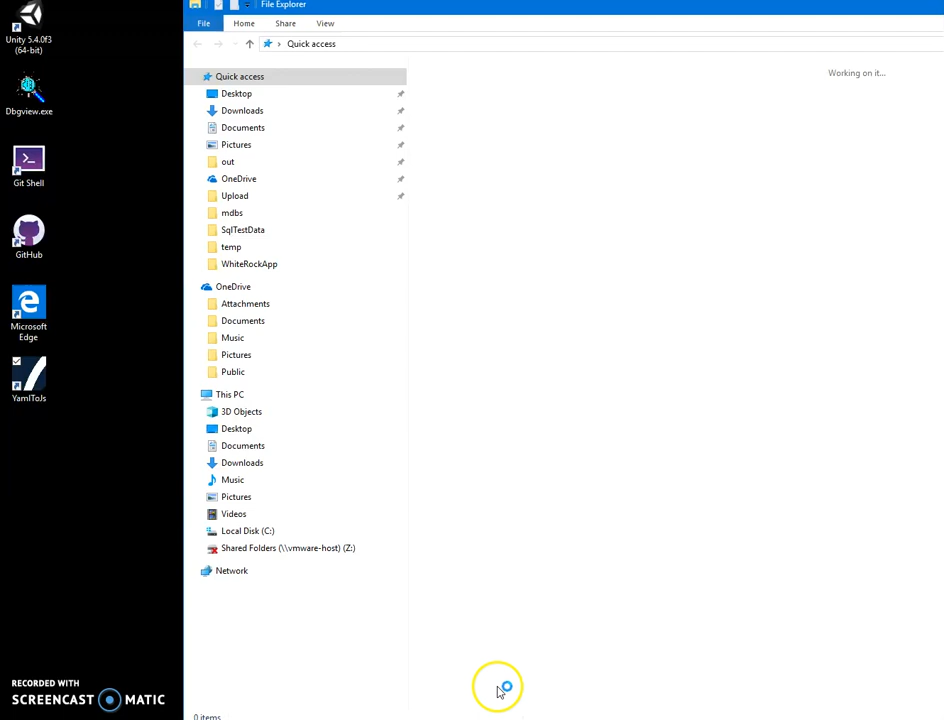 Unity 5.4.0f3
(64-bit)
Dbgview.exe
Git Shell
GitHub
Microsoft
Edge
YamlToJs
RECORDED WITH
SCREENCAST MATIC
File Explorer
File Home Share View
Quick access
Working on it...
Quick access
Desktop
Downloads
Documents
Pictures
out
OneDrive
Upload
mdbs
SqlTestData
temp
WhiteRockApp
OneDrive
Attachments
Documents
Music
Pictures
Public
This PC
3D Objects
Desktop
Documents
Downloads
Music
Pictures
Videos
Local Disk (C:)
Shared Folders (\\vmware-host) (Z:)
Network
0 items